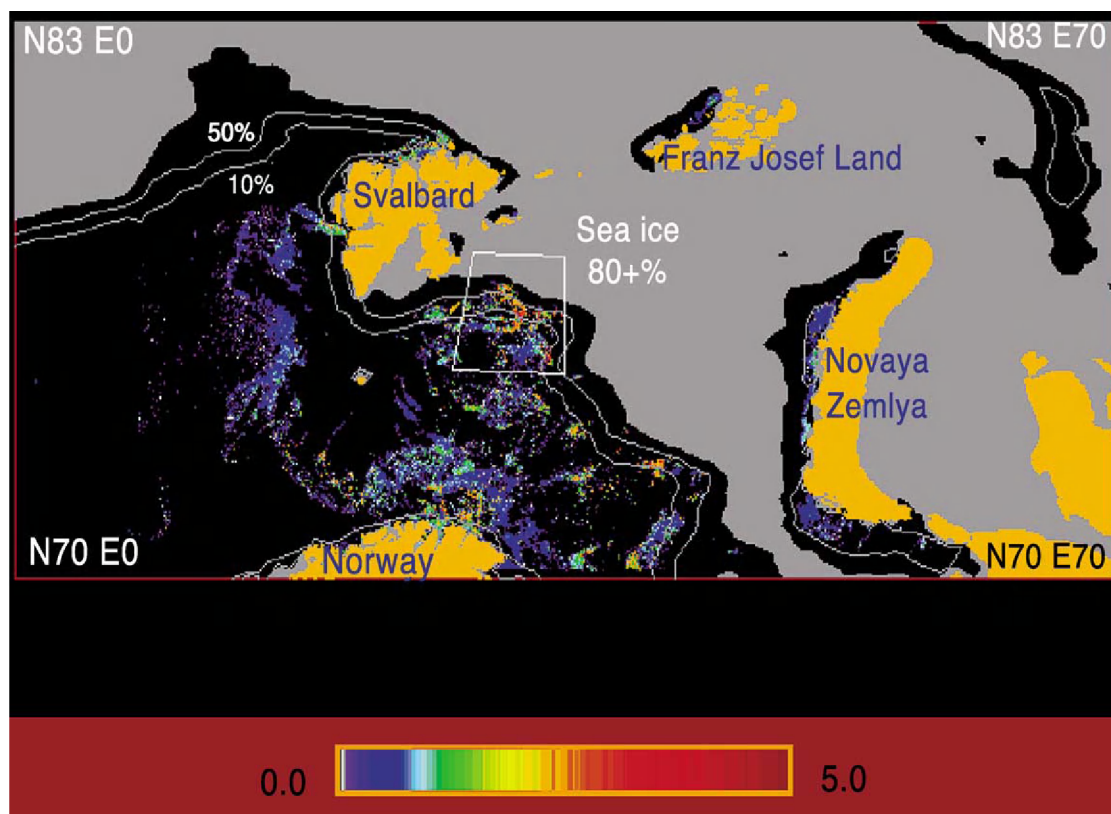 N83 E0
N83 E70
50%
10%
Svalbard
Franz Josef Land
Sea ice
80+%
Novaya
Zemlya
N70 E0
Norway
N70 E70
0.0
5.0